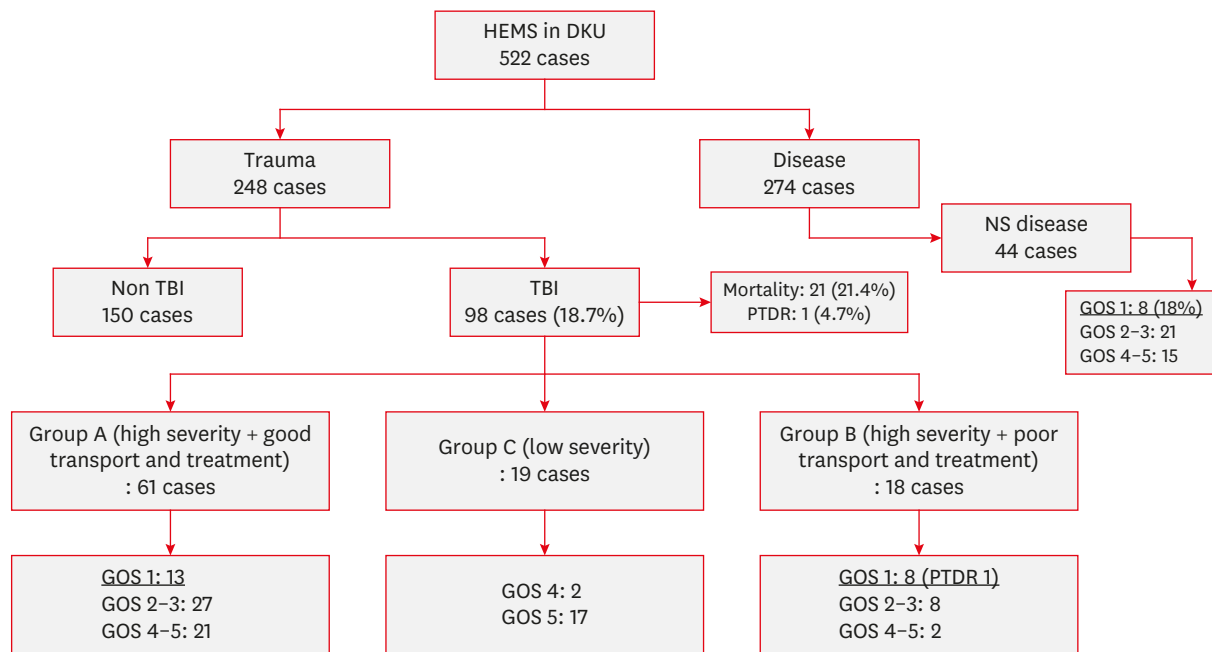 HEMS in DKU
522 cases
Trauma
248 cases
Disease
274 cases
NS disease
44 cases
Non TBI
150 cases
TBI
98 cases (18.7%)
Mortality: 21 (21.4%)
PTDR: 1 (4.7%)
GOS 1: 8 (18%)
GOS 2–3: 21
GOS 4–5: 15
Group A (high severity + good
transport and treatment)
: 61 cases
Group C (low severity)
: 19 cases
Group B (high severity + poor
transport and treatment)
: 18 cases
GOS 1: 13
GOS 2–3: 27
GOS 4–5: 21
GOS 4: 2
GOS 5: 17
GOS 1: 8 (PTDR 1)
GOS 2–3: 8
GOS 4–5: 2